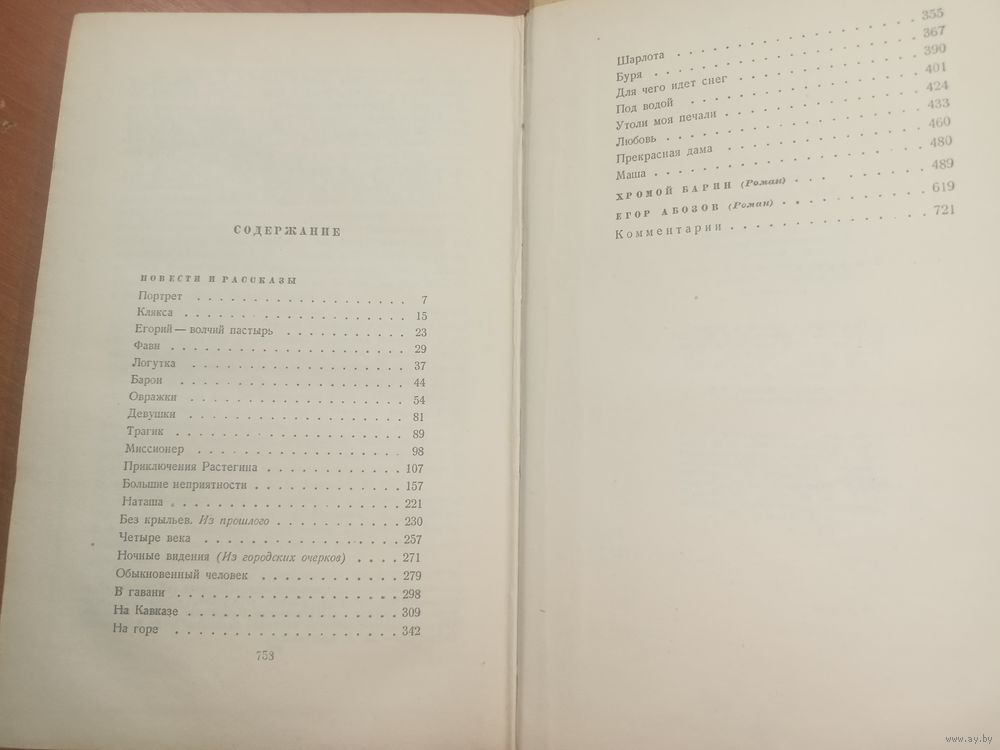 СОДЕРЖАНИЕ
ПОВЕСТИ И РАССКАЗЫ
Портрет . . . . . . . . . . . . . . . . . 7
Клякса . . . . . . . . . . . . . . . . . 15
Егорий — волчий пастырь . . . . . . . . . . 23
Фавн . . . . . . . . . . . . . . . . . . 29
Логутка . . . . . . . . . . . . . . . . . 37
Барон . . . . . . . . . . . . . . . . . . 44
Овражки . . . . . . . . . . . . . . . . . 54
Девушки . . . . . . . . . . . . . . . . . 81
Трагик . . . . . . . . . . . . . . . . . 89
Миссионер . . . . . . . . . . . . . . . . 98
Приключения Растегина . . . . . . . . . . . 107
Большие неприятности . . . . . . . . . . . . 157
Наташа . . . . . . . . . . . . . . . . . 221
Без крыльев. Из прошлого . . . . . . . . . . 230
Четыре века . . . . . . . . . . . . . . . 257
Ночные видения (Из городских очерков) . . . . 271
Обыкновенный человек . . . . . . . . . . . 279
В гавани . . . . . . . . . . . . . . . . 298
На Кавказе . . . . . . . . . . . . . . . . 309
На горе . . . . . . . . . . . . . . . . . 342
753
Шарлота . . . . . . . . . . . . . . . . 355
Буря . . . . . . . . . . . . . . . . . . 367
Для чего идет снег . . . . . . . . . . . . 390
Под водой . . . . . . . . . . . . . . . . 401
Утоли моя печали . . . . . . . . . . . . . 424
Любовь . . . . . . . . . . . . . . . . . 433
Прекрасная дама . . . . . . . . . . . . . 460
Маша . . . . . . . . . . . . . . . . . . 480
ХРОМОЙ БАРИН (Роман) . . . . . . . . . . . 489
ЕГОР АБОЗОВ (Роман) . . . . . . . . . . . 619
Комментарии . . . . . . . . . . . . . . . 721
www.ay.by